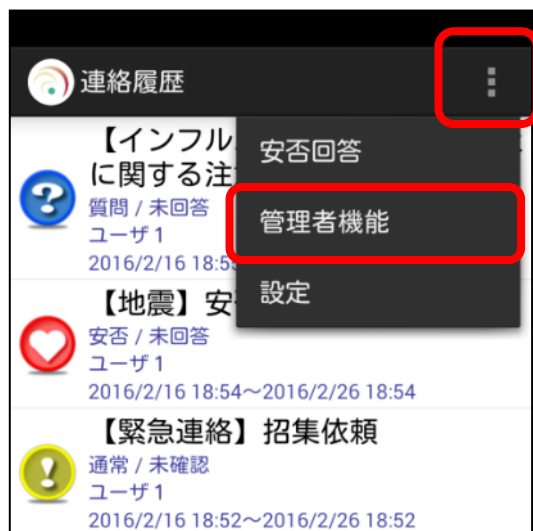 連絡履歴
安否回答
管理者機能
設定
【インフル
に関する注
質問 / 未回答
ユーザ1
2016/2/16 18:5
【地震】安
安否 / 未回答
ユーザ1
2016/2/16 18:54～2016/2/26 18:54
【緊急連絡】招集依頼
通常 / 未確認
ユーザ1
2016/2/16 18:52～2016/2/26 18:52